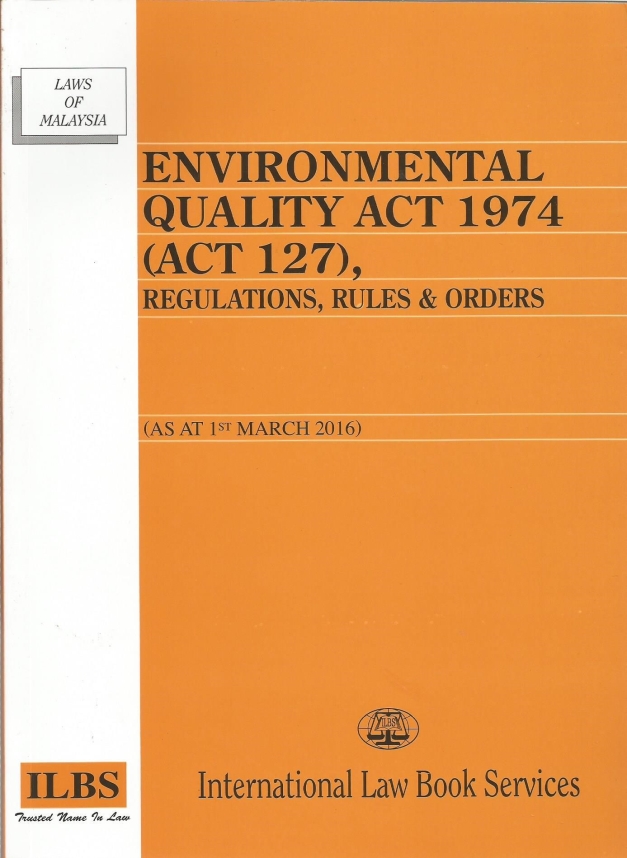 LAWS
OF
MALAYSIA
ENVIRONMENTAL
QUALITY ACT 1974
(ACT 127),
REGULATIONS, RULES & ORDERS
(AS AT 1ST MARCH 2016)
ILBS
International Law Book Services
ILBS
Trusted Name In Law